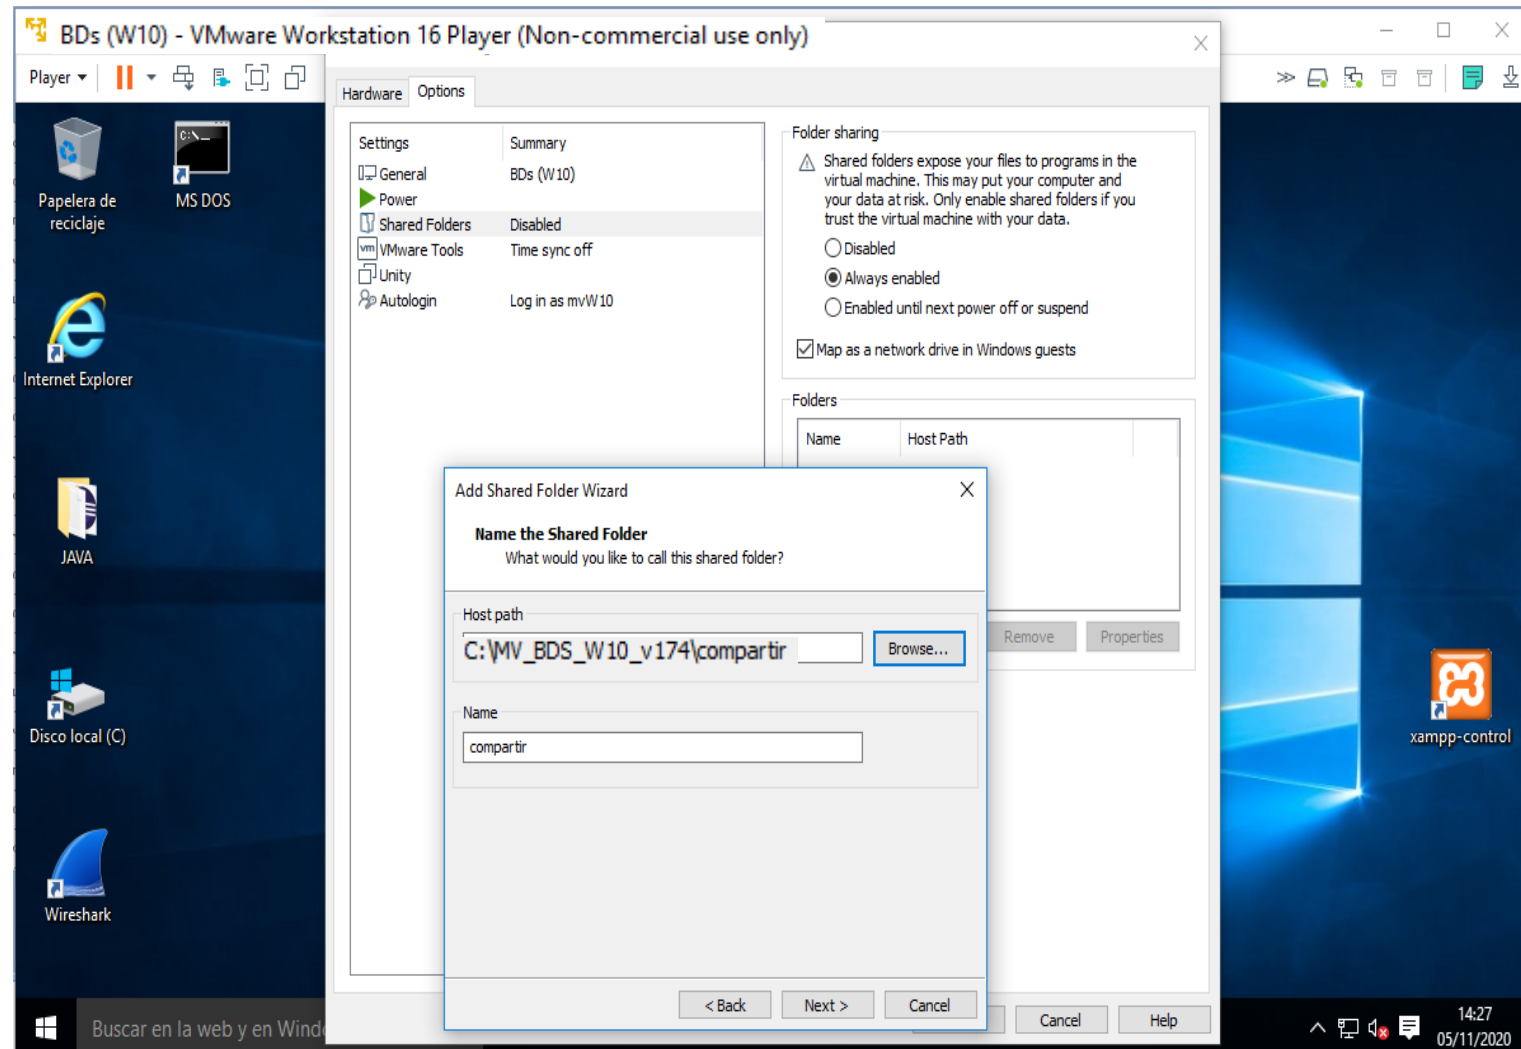 BDs (W10) - VMware Workstation 16 Player (Non-commercial use only)
Player
Hardware
Options
Papelera de
reciclaje
MS DOS
Internet Explorer
JAVA
Disco local (C)
Wireshark
Settings
Summary
General
BDs (W10)
Power
Shared Folders
Disabled
VMware Tools
Time sync off
Unity
Autologin
Log in as mvW10
Folder sharing
Shared folders expose your files to programs in the
virtual machine. This may put your computer and
your data at risk. Only enable shared folders if you
trust the virtual machine with your data.
Disabled
Always enabled
Enabled until next power off or suspend
Map as a network drive in Windows guests
Folders
Name
Host Path
Remove
Properties
Add Shared Folder Wizard
Name the Shared Folder
What would you like to call this shared folder?
Host path
C:\MV_BDS_W10_v174\compartir
Browse...
Name
compartir
< Back
Next >
Cancel
Cancel
Help
xampp-control
Buscar en la web y en Wind
14:27
05/11/2020